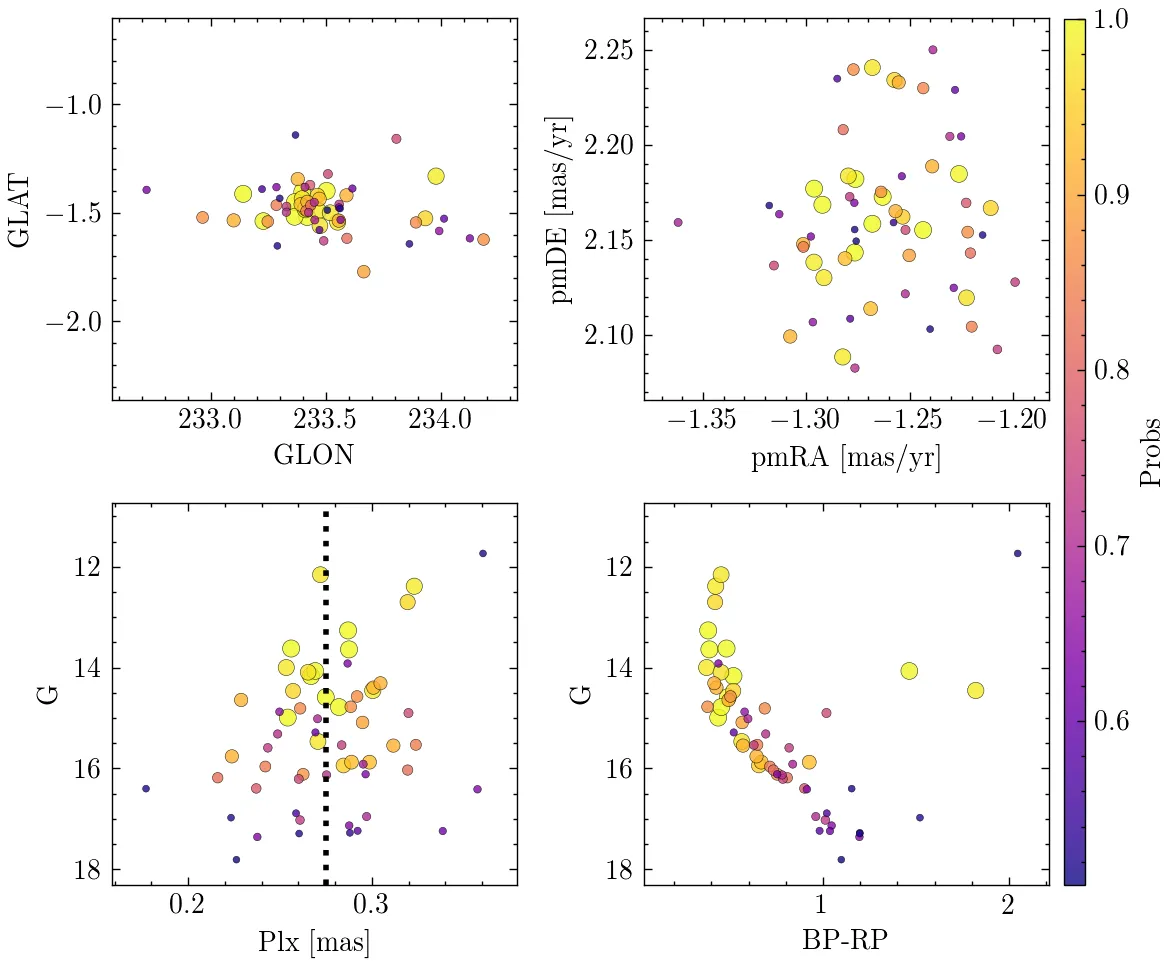 GLAT
−1.0
−1.5
−2.0
233.0 233.5 234.0
GLON
pmDE [mas/yr]
2.25
2.20
2.15
2.10
−1.35 −1.30 −1.25 −1.20
pmRA [mas/yr]
G
12
14
16
18
0.2 0.3
Plx [mas]
G
12
14
16
18
1 2
BP-RP
1.0
0.9
0.8
0.7
0.6
Probs